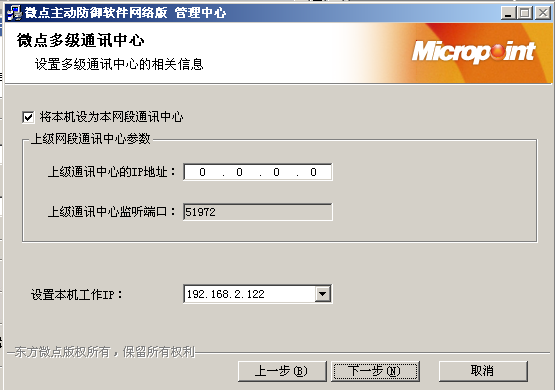 微点主动防御软件网络版 管理中心
微点多级通讯中心
设置多级通讯中心的相关信息
Micropoint
将本机设为本网段通讯中心
上级网段通讯中心参数
上级通讯中心的IP地址： 0 . 0 . 0 . 0
上级通讯中心监听端口： 51972
设置本机工作IP： 192.168.2.122
东方微点版权所有，保留所有权利
上一步(B) 下一步(N) 取消